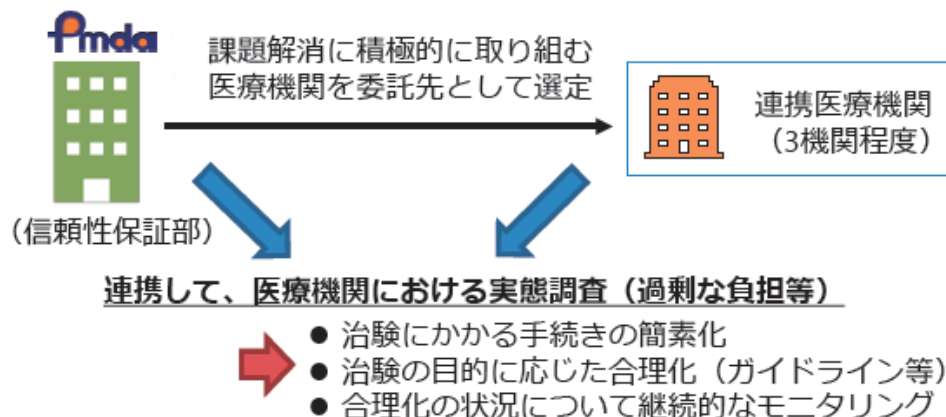 Pmda
課題解消に積極的に取り組む
医療機関を委託先として選定
連携医療機関
（3機関程度）
（信頼性保証部）
連携して、医療機関における実態調査（過剰な負担等）
● 治験にかかる手続きの簡素化
● 治験の目的に応じた合理化（ガイドライン等）
● 合理化の状況について継続的なモニタリング